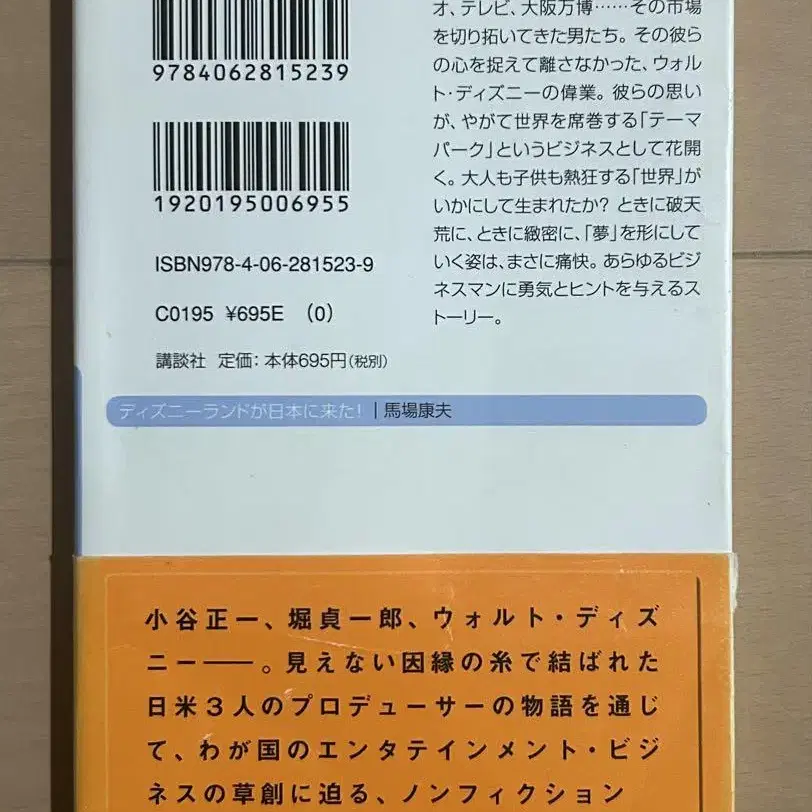 オ、テレビ、大阪万博……その市場
を切り拓いてきた男たち。その彼ら
の心を捉えて離さなかった、ウォル
ト・ディズニーの偉業。彼らの思い
が、やがて世界を席巻する「テーマ
パーク」というビジネスとして花開
く。大人も子供も熱狂する「世界」が
いかにして生まれたか? ときに破天
荒に、ときに緻密に、「夢」を形にして
いく姿は、まさに痛快。あらゆるビジ
ネスマンに勇気とヒントを与えるス
トーリー。
9784062815239
1920195006955
ISBN978-4-06-281523-9
C0195 ¥695E (0)
講談社 定価:本体695円(税別)
ディズニーランドが日本に来た! | 馬場康夫
小谷正一、堀貞一郎、ウォルト・ディズ
ニー――。見えない因縁の糸で結ばれた
日米3人のプロデューサーの物語を通じ
て、わが国のエンタテインメント・ビジ
ネスの草創に迫る、ノンフィクション